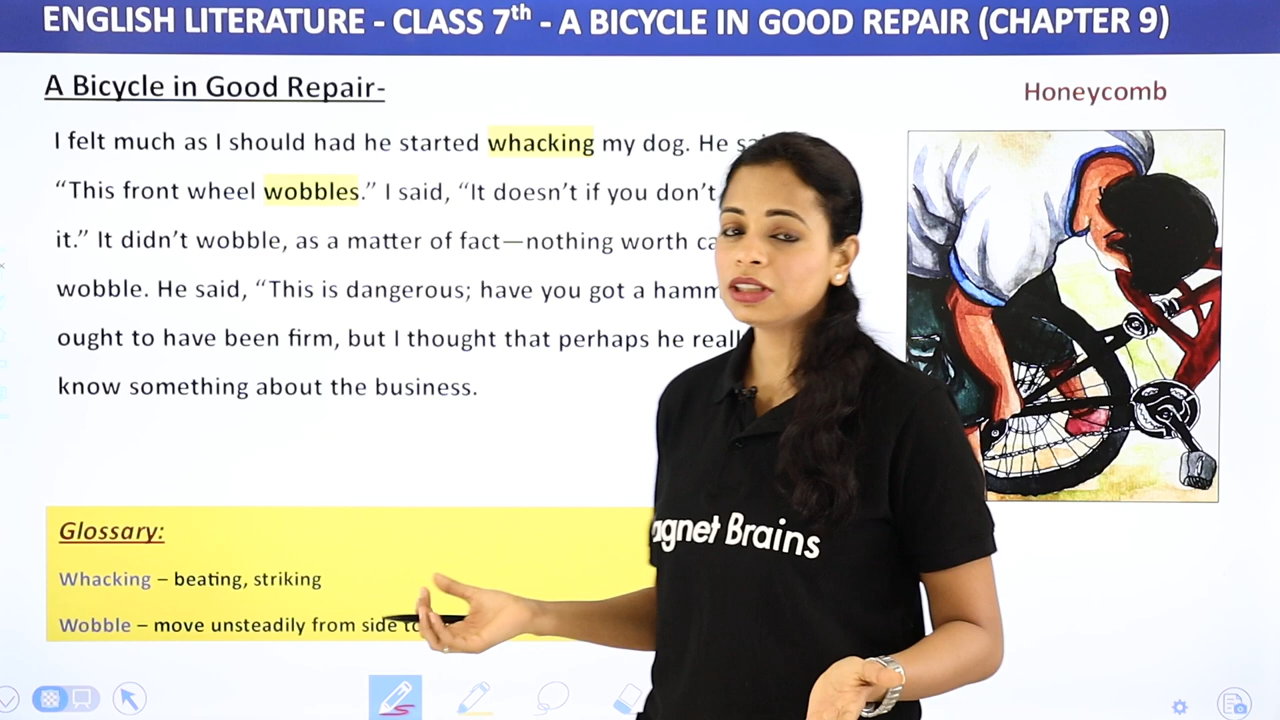 ENGLISH LITERATURE - CLASS 7th - A BICYCLE IN GOOD REPAIR (CHAPTER 9)
A Bicycle in Good Repair-
Honeycomb
I felt much as I should had he started whacking my dog. He
“This front wheel wobbles.” I said, “It doesn’t if you don’t
it.” It didn’t wobble, as a matter of fact—nothing worth
wobble. He said, “This is dangerous; have you got a
ought to have been firm, but I thought that perhaps he
know something about the business.
Glossary:
Whacking – beating, striking
Wobble – move unsteadily from side
agnet Brains